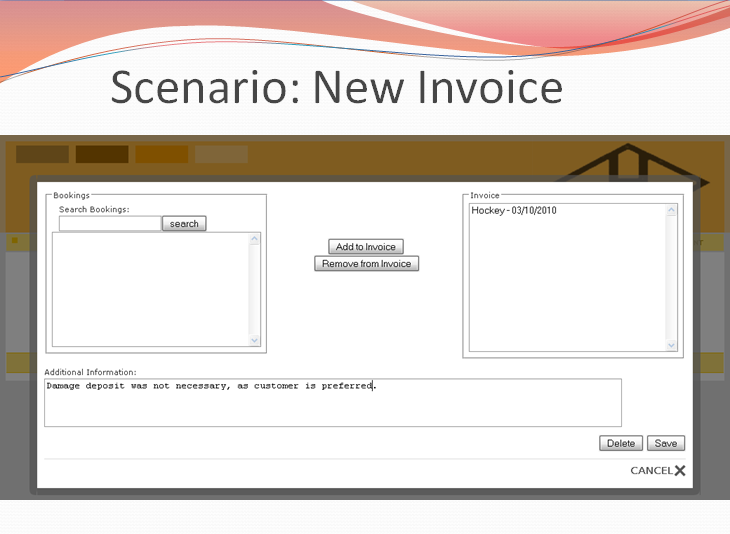 Scenario: New Invoice
Bookings
Search Bookings:
search
Invoice
Hockey - 03/10/2010
Add to Invoice
Remove from Invoice
Additional Information:
Damage deposit was not necessary, as customer is preferred.
Delete
Save
CANCEL